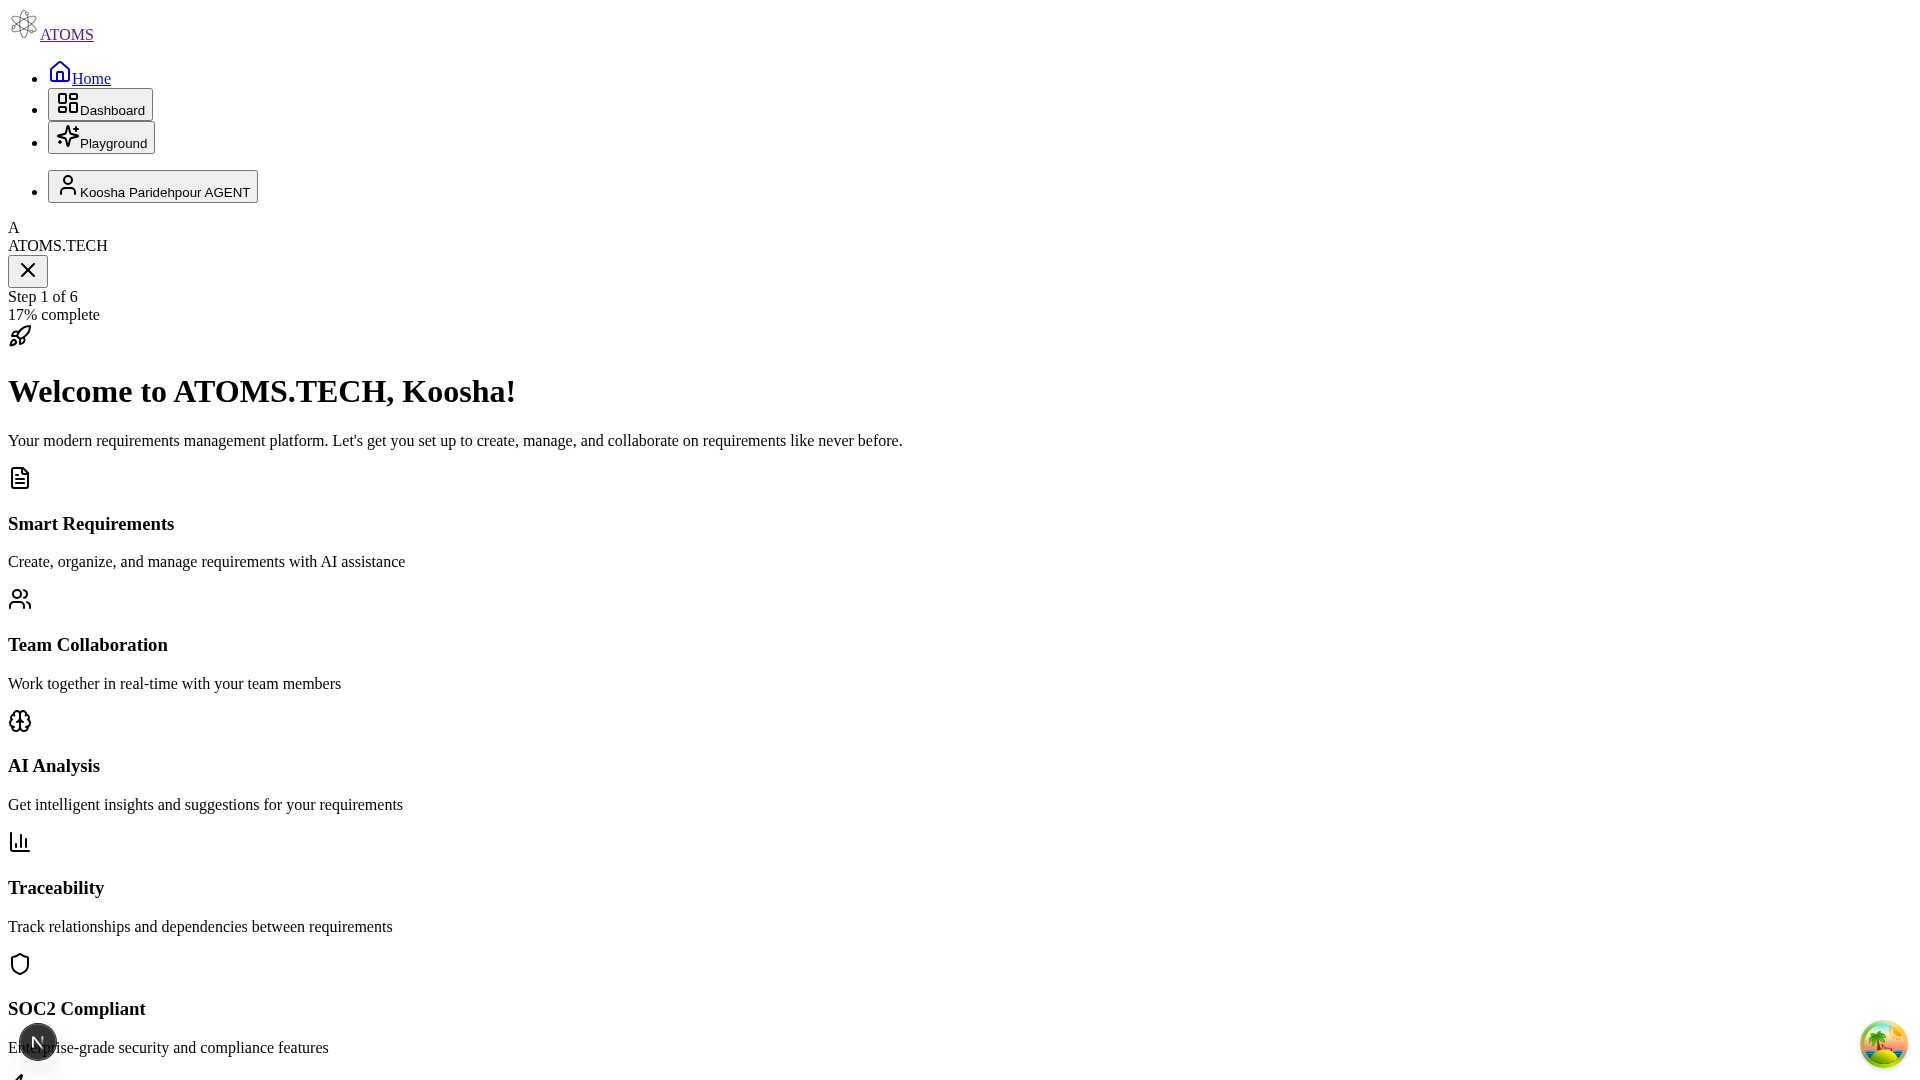 ATOMS
Home
Dashboard
Playground
Koosha Paridehpour AGENT
A
ATOMS.TECH
Step 1 of 6
17% complete
Welcome to ATOMS.TECH, Koosha!
Your modern requirements management platform. Let's get you set up to create, manage, and collaborate on requirements like never before.
Smart Requirements
Create, organize, and manage requirements with AI assistance
Team Collaboration
Work together in real-time with your team members
AI Analysis
Get intelligent insights and suggestions for your requirements
Traceability
Track relationships and dependencies between requirements
SOC2 Compliant
Enterprise-grade security and compliance features